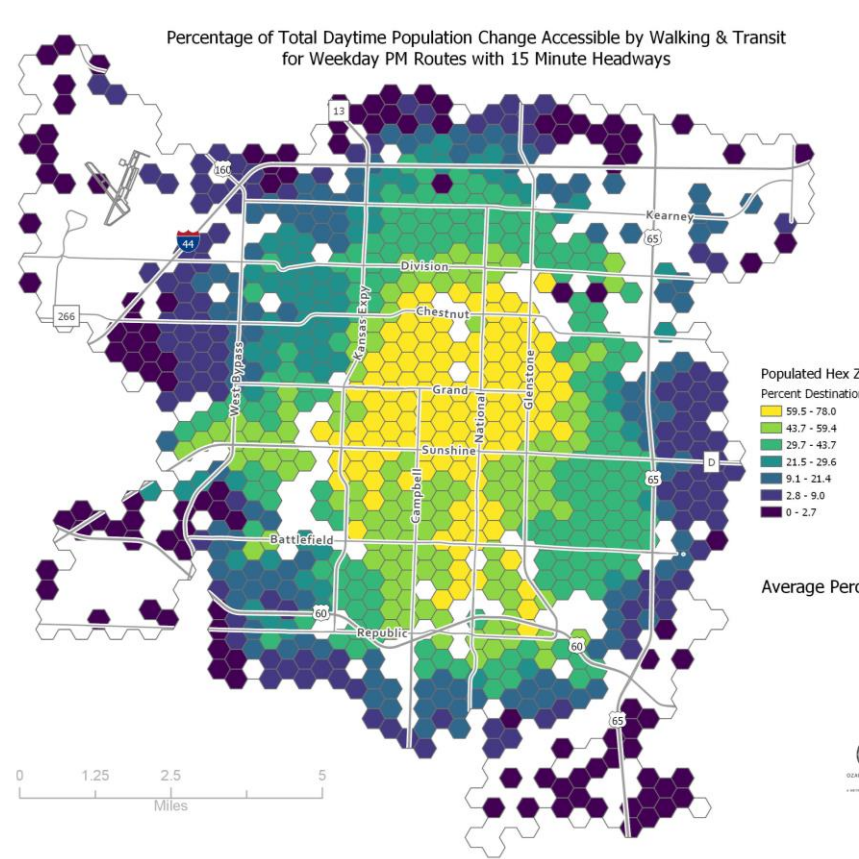 Percentage of Total Daytime Population Change Accessible by Walking & Transit
for Weekday PM Routes with 15 Minute Headways
13
160
Kearney
65
44
Division
266
Chestnut
Kansas Expy
West Bypass
Grand
National
Glenstone
Sunshine
D
65
Campbell
Battlefield
60
Republic
60
65
Populated Hex Z
Percent Destination
59.5 - 78.0
43.7 - 59.4
29.7 - 43.7
21.5 - 29.6
9.1 - 21.4
2.8 - 9.0
0 - 2.7
Average Perc
0 1.25 2.5 5
Miles